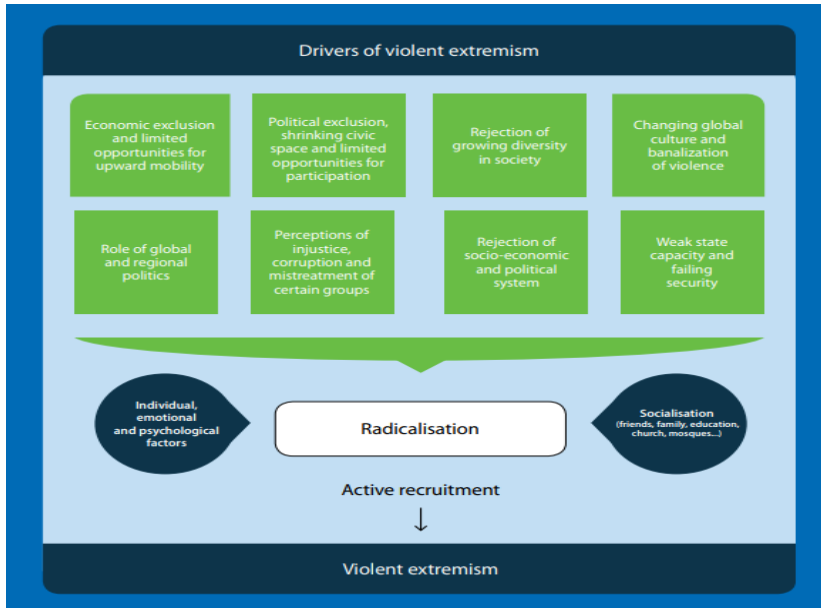 Drivers of violent extremism
Economic exclusion
and limited
opportunities for
upward mobility
Political exclusion,
shrinking civic
space and limited
opportunities for
participation
Rejection of
growing diversity
in society
Changing global
culture and
banalization
of violence
Role of global
and regional
politics
Perceptions of
injustice,
corruption and
mistreatment of
certain groups
Rejection of
socio-economic
and political
system
Weak state
capacity and
failing
security
Individual,
emotional
and psychological
factors
Radicalisation
Socialisation
(friends, family, education,
church, mosques...)
Active recruitment
Violent extremism